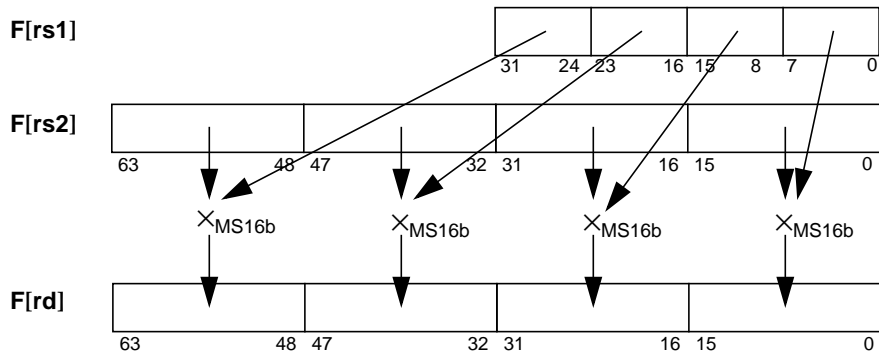 F[rs1]
31 24 23 16 15 8 7 0
F[rs2]
63 48 47 32 31 16 15 0
×MS16b ×MS16b ×MS16b ×MS16b
F[rd]
63 48 47 32 31 16 15 0